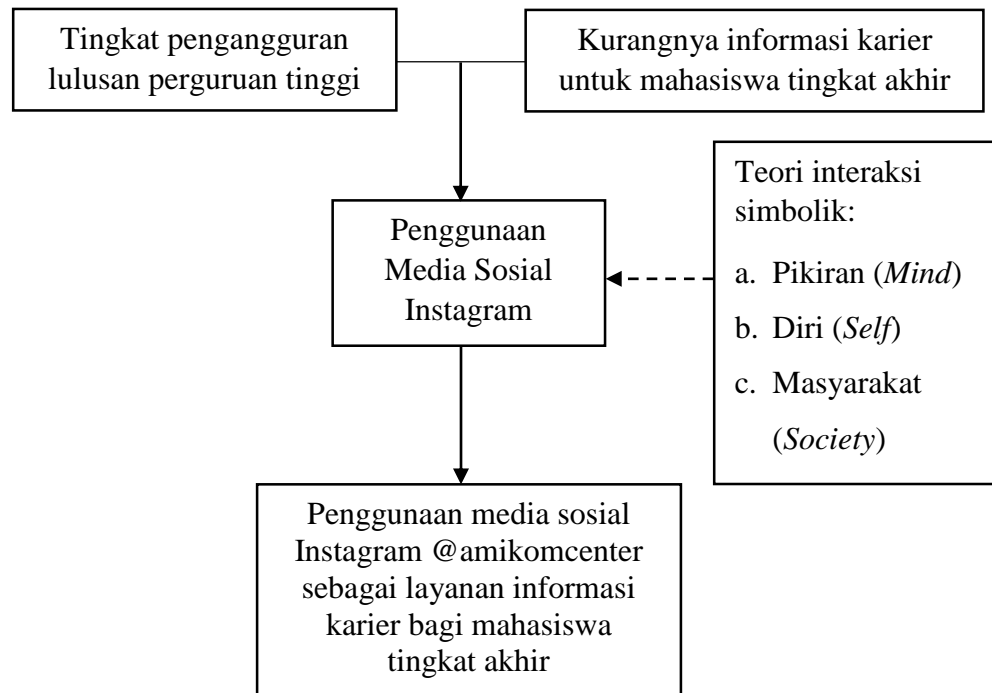 Tingkat pengangguran
lulusan perguruan tinggi
Kurangnya informasi karier
untuk mahasiswa tingkat akhir
Penggunaan
Media Sosial
Instagram
Teori interaksi
simbolik:
a. Pikiran (Mind)
b. Diri (Self)
c. Masyarakat
(Society)
Penggunaan media sosial
Instagram @amikomcenter
sebagai layanan informasi
karier bagi mahasiswa
tingkat akhir